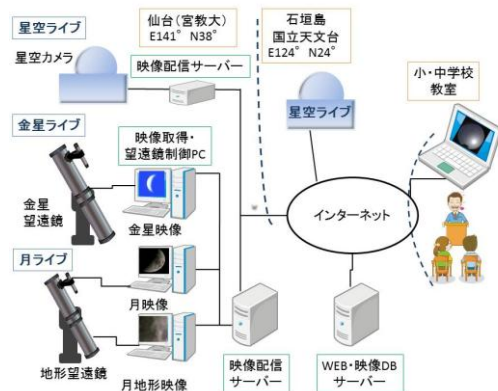 星空ライブ
星空カメラ
仙台(宮教大)
E141° N38°
映像配信サーバー
石垣島
国立天文台
E124° N24°
星空ライブ
小・中学校
教室
金星ライブ
映像取得・
望遠鏡制御PC
金星
望遠鏡
金星映像
インターネット
月ライブ
月映像
地形望遠鏡
月地形映像
映像配信
サーバー
WEB・映像DB
サーバー